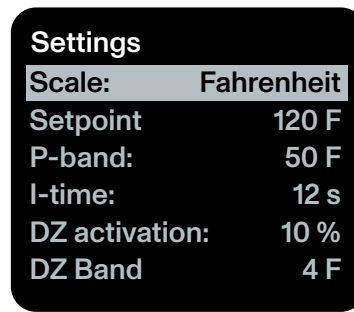 Settings
Scale: Fahrenheit
Setpoint 120 F
P-band: 50 F
I-time: 12 s
DZ activation: 10 %
DZ Band 4 F